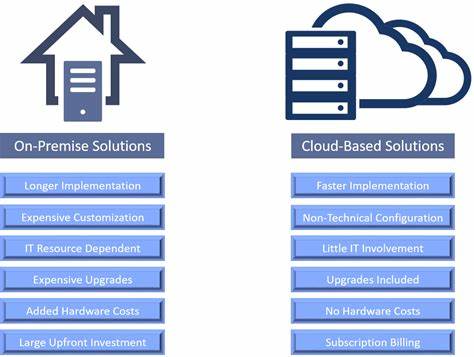 On-Premise Solutions
Longer Implementation
Expensive Customization
IT Resource Dependent
Expensive Upgrades
Added Hardware Costs
Large Upfront Investment
Cloud-Based Solutions
Faster Implementation
Non-Technical Configuration
Little IT Involvement
Upgrades Included
No Hardware Costs
Subscription Billing